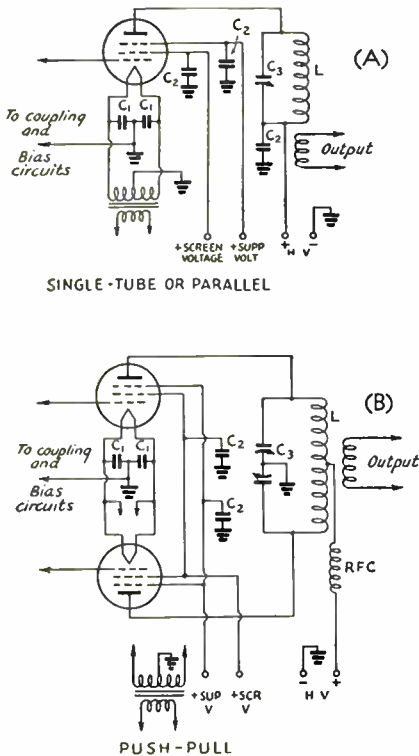 (A)
C2
C2
C3
L
C1 C1
To coupling
and
Bias
circuits
C2
Output
+SCREEN
VOLTAGE
+SUPP
VOLT
+ H V -
SINGLE-TUBE OR PARALLEL
(B)
L
C2
C3
To coupling
and
Bias
circuits
C1 C1
Output
C2
RFC
+SUP
V
+SCR
V
- H V +
PUSH-PULL